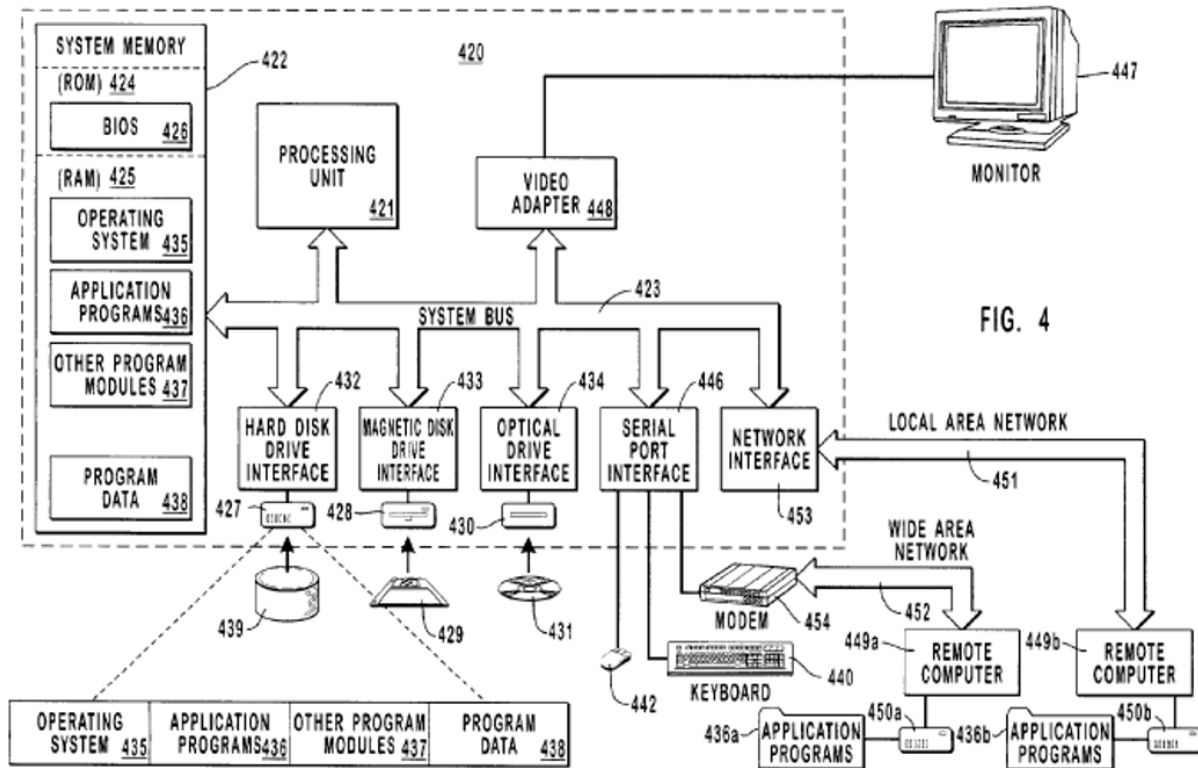 SYSTEM MEMORY
(ROM) 424
BIOS
426
(RAM) 425
OPERATING
SYSTEM 435
APPLICATION
PROGRAMS 436
OTHER PROGRAM
MODULES 437
PROGRAM
DATA 438
422
420
PROCESSING
UNIT
421
VIDEO
ADAPTER 448
447
MONITOR
423
SYSTEM BUS
FIG. 4
432
HARD DISK
DRIVE
INTERFACE
433
MAGNETIC DISK
DRIVE
INTERFACE
434
OPTICAL
DRIVE
INTERFACE
446
SERIAL
PORT
INTERFACE
NETWORK
INTERFACE
453
LOCAL AREA NETWORK
451
427
428
430
439
429
431
WIDE AREA
NETWORK
452
MODEM
454
442
KEYBOARD
440
449a
REMOTE
COMPUTER
449b
REMOTE
COMPUTER
450a
436a
APPLICATION
PROGRAMS
450b
436b
APPLICATION
PROGRAMS
OPERATING
SYSTEM 435
APPLICATION
PROGRAMS 436
OTHER PROGRAM
MODULES 437
PROGRAM
DATA 438